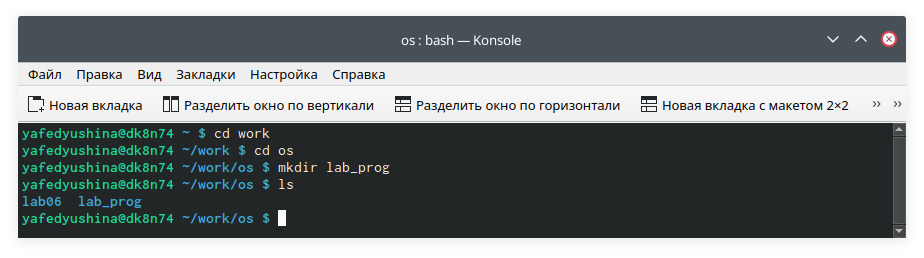 os : bash — Konsole
Файл Правка Вид Закладки Настройка Справка
Новая вкладка Разделить окно по вертикали Разделить окно по горизонтали Новая вкладка с макетом 2×2 ›› ››
yafedyushina@dk8n74 ~ $ cd work
yafedyushina@dk8n74 ~/work $ cd os
yafedyushina@dk8n74 ~/work/os $ mkdir lab_prog
yafedyushina@dk8n74 ~/work/os $ ls
lab06 lab_prog
yafedyushina@dk8n74 ~/work/os $